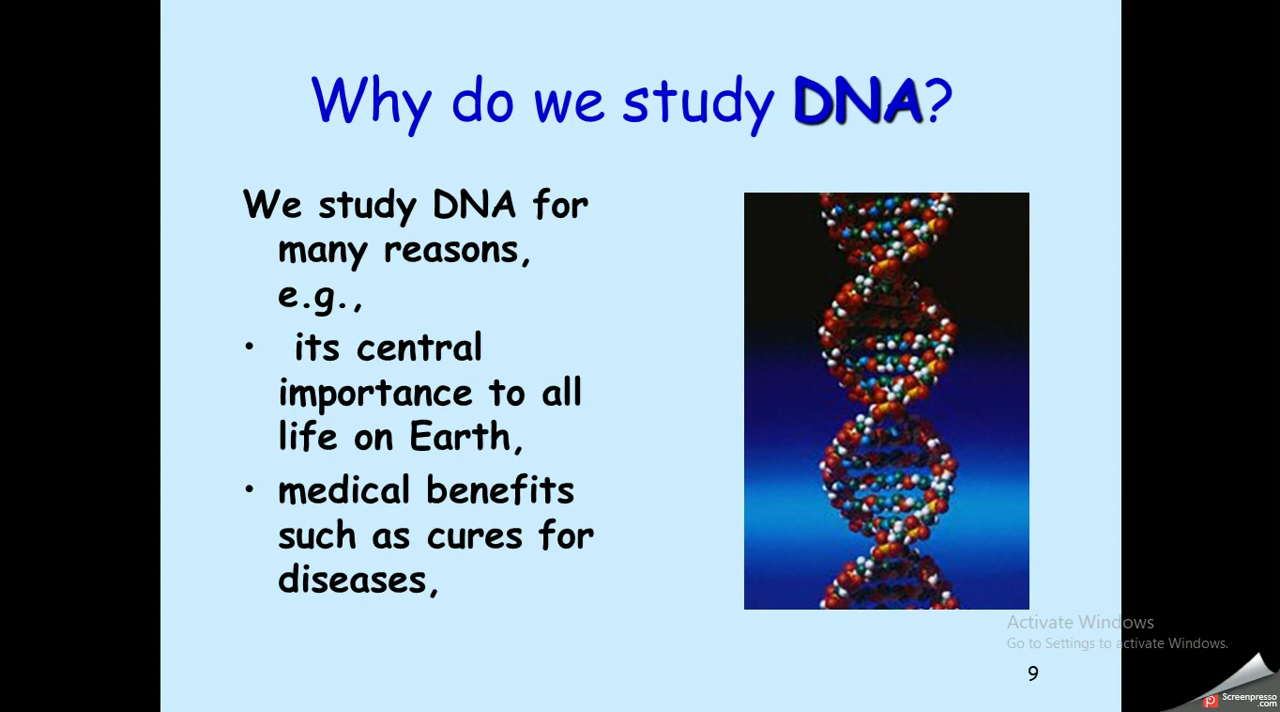 Why do we study DNA?
We study DNA for
many reasons,
e.g.,
• its central
importance to all
life on Earth,
• medical benefits
such as cures for
diseases,
Activate Windows
Go to Settings to activate Windows.
9
Screenpresso
.com